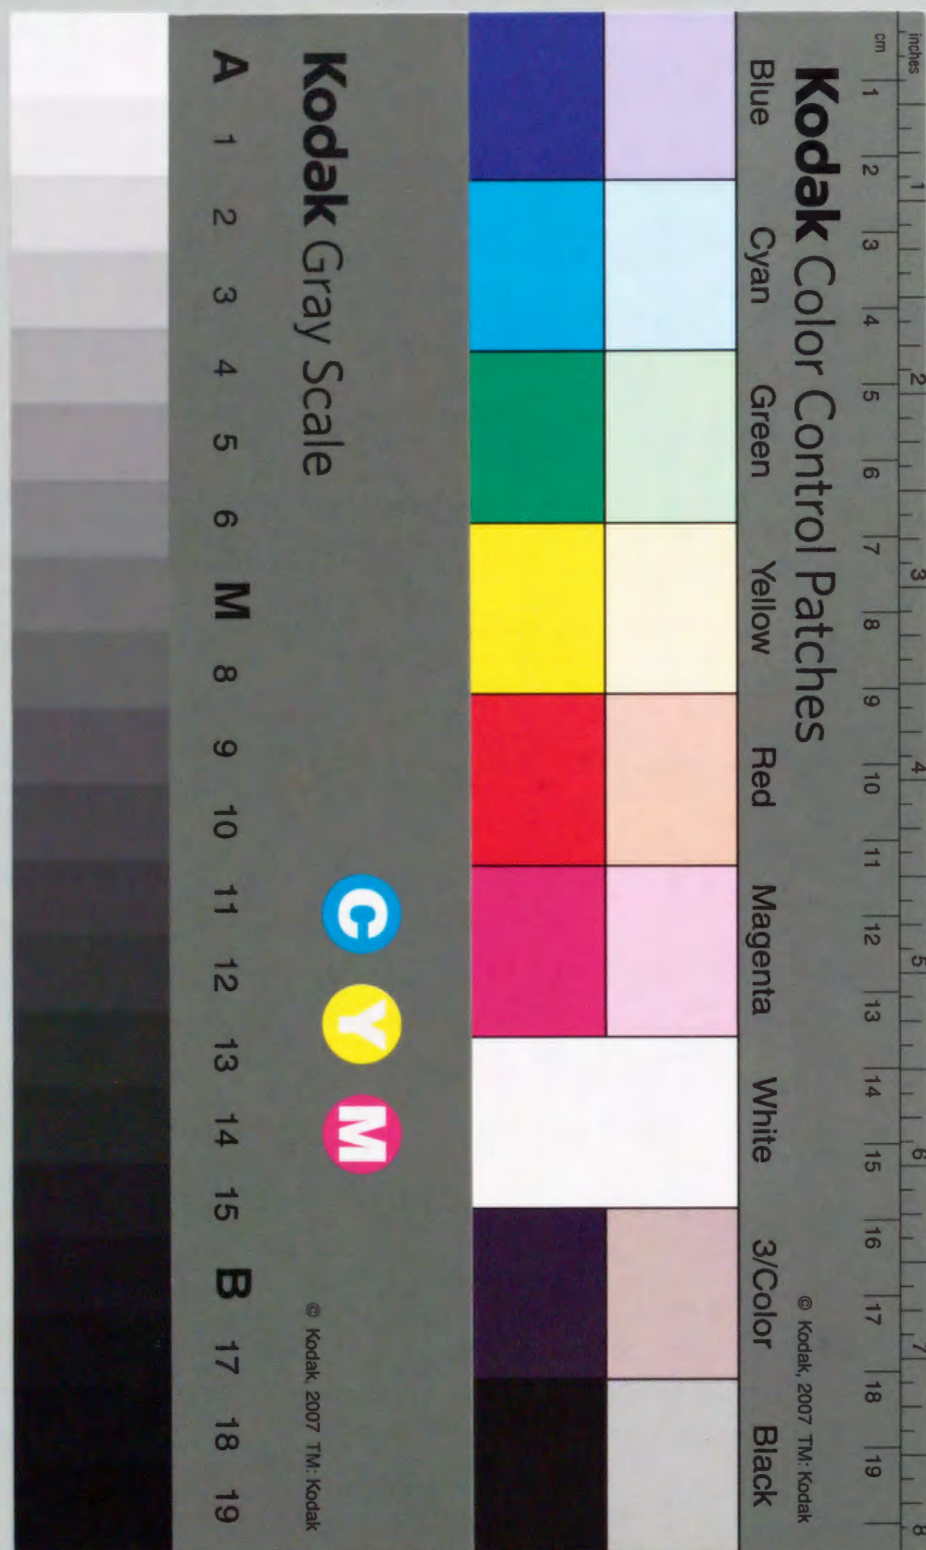 inches 1 2 3 4 5 6 7 8
cm 1 2 3 4 5 6 7 8 9 10 11 12 13 14 15 16 17 18 19
Kodak Color Control Patches
© Kodak, 2007 TM: Kodak
Blue Cyan Green Yellow Red Magenta White 3/Color Black
Kodak Gray Scale
C Y M
© Kodak, 2007 TM: Kodak
A 1 2 3 4 5 6 M 8 9 10 11 12 13 14 15 B 17 18 19